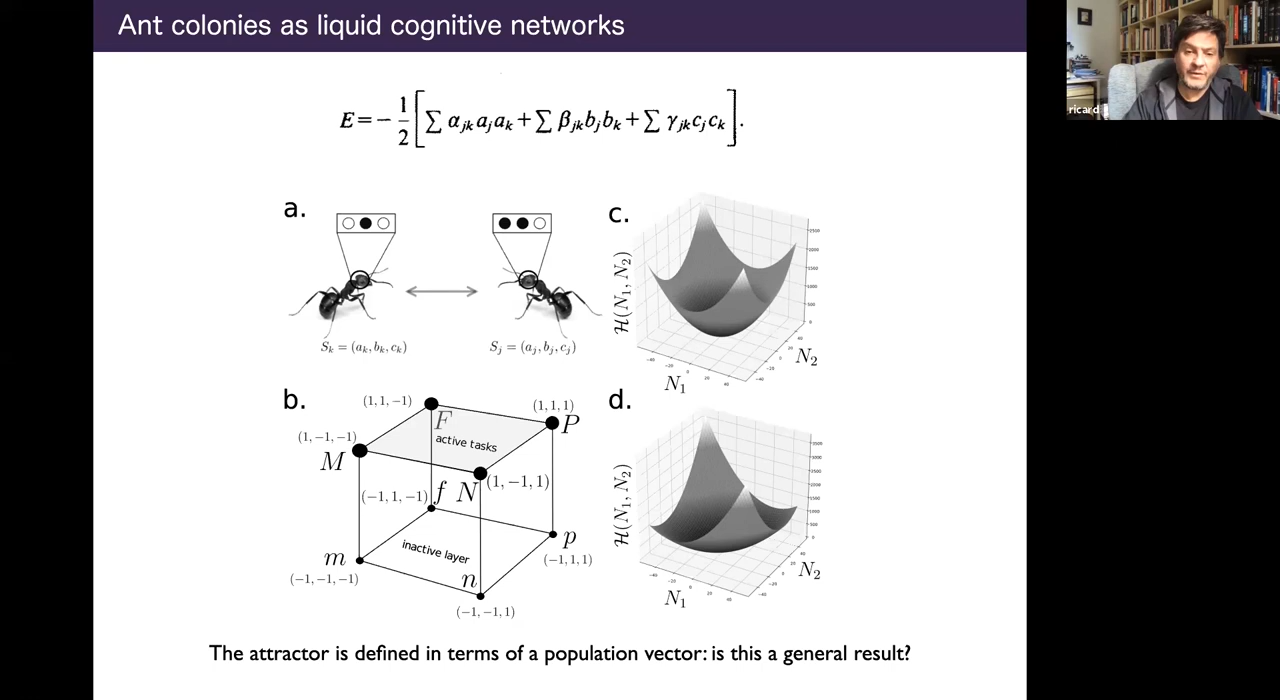 Ant colonies as liquid cognitive networks
ricard
E=−1/2[∑ αjk aj ak+∑ βjk bj bk+∑ γjk cj ck].
a.
Sk = (ak, bk, ck)
Sj = (aj, bj, cj)
b.
(1, 1, −1)
(1, 1, 1)
F
P
(1, −1, −1)
active tasks
M
(1, −1, 1)
(−1, 1, −1)
f
N
inactive layer
p
(−1, 1, 1)
m
(−1, −1, −1)
n
(−1, −1, 1)
c.
H(N1, N2)
N1
N2
d.
H(N1, N2)
N1
N2
The attractor is defined in terms of a population vector: is this a general result?